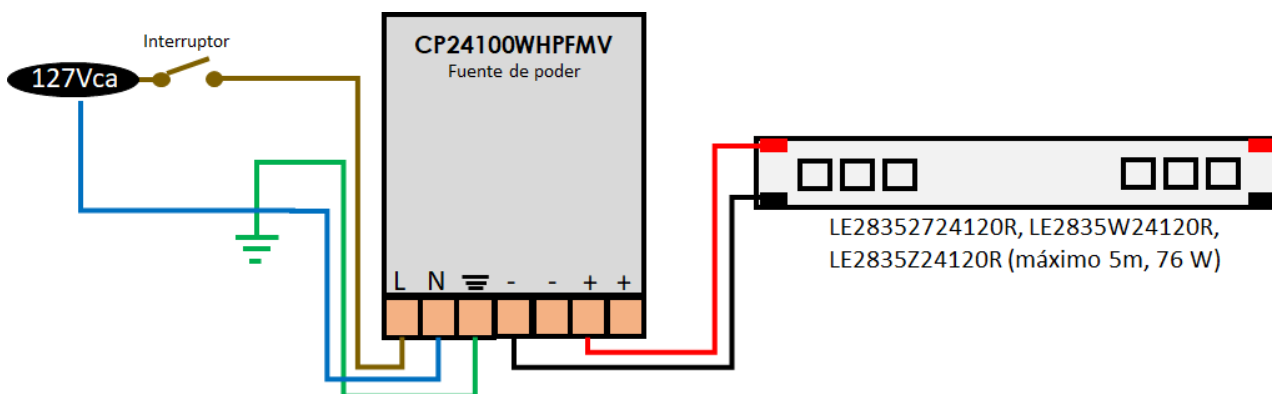 Interruptor
127Vca
CP24100WHPFMV
Fuente de poder
L N - - + +
LE28352724120R, LE2835W24120R,
LE2835Z24120R (máximo 5m, 76 W)